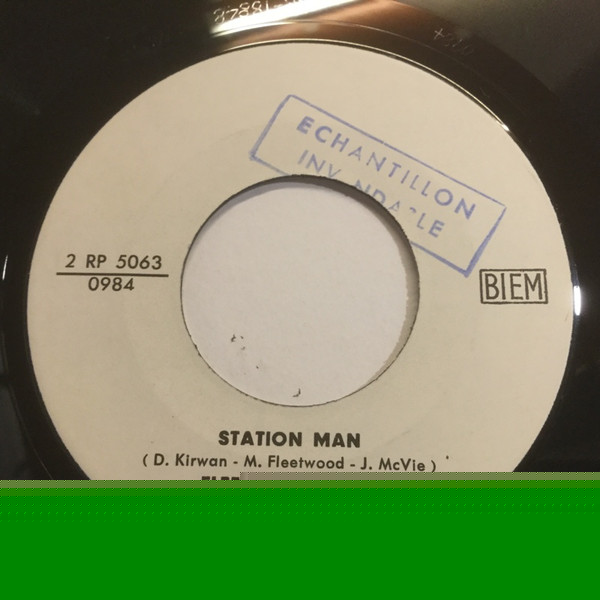 ECHANTILLON
2 RP 5063
0984
BIEM
STATION MAN
( D. Kirwan - M. Fleetwood - J. McVie )